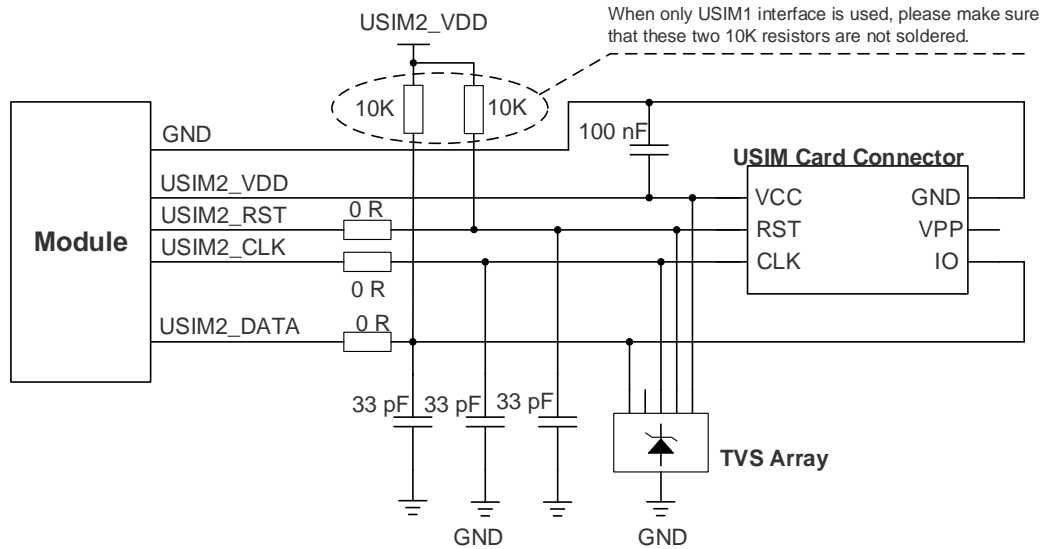 When only USIM1 interface is used, please make sure
that these two 10K resistors are not soldered.
USIM2_VDD
10K
10K
GND
100 nF
USIM Card Connector
USIM2_VDD
VCC
GND
USIM2_RST
0 R
RST
VPP
Module
USIM2_CLK
CLK
IO
0 R
USIM2_DATA
0 R
33 pF
33 pF
33 pF
TVS Array
GND
GND